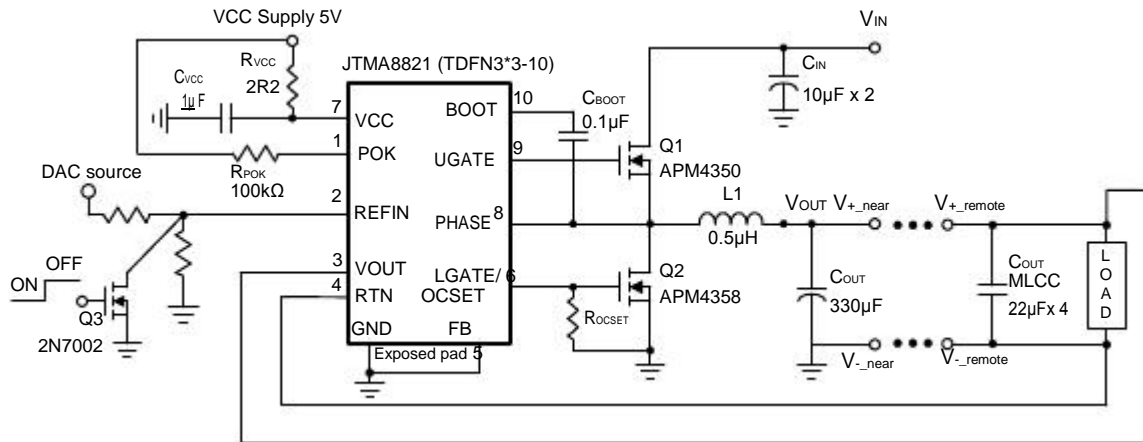 VCC Supply 5V
VIN
RVCC
2R2
CVCC
1µF
JTMA8821 (TDFN3*3-10)
CIN
10µF x 2
7
VCC
BOOT
10
CBOOT
0.1µF
1
POK
UGATE
9
Q1
APM4350
RPOK
100kΩ
DAC source
2
REFIN
PHASE
8
L1
0.5µH
VOUT
V+_near
V+_remote
OFF
ON
3
VOUT
LGATE/
6
Q2
APM4358
4
RTN
OCSET
ROCSET
COUT
330µF
COUT
MLCC
22µFx 4
LOAD
Q3
2N7002
GND
FB
Exposed pad
5
V-_near
V-_remote